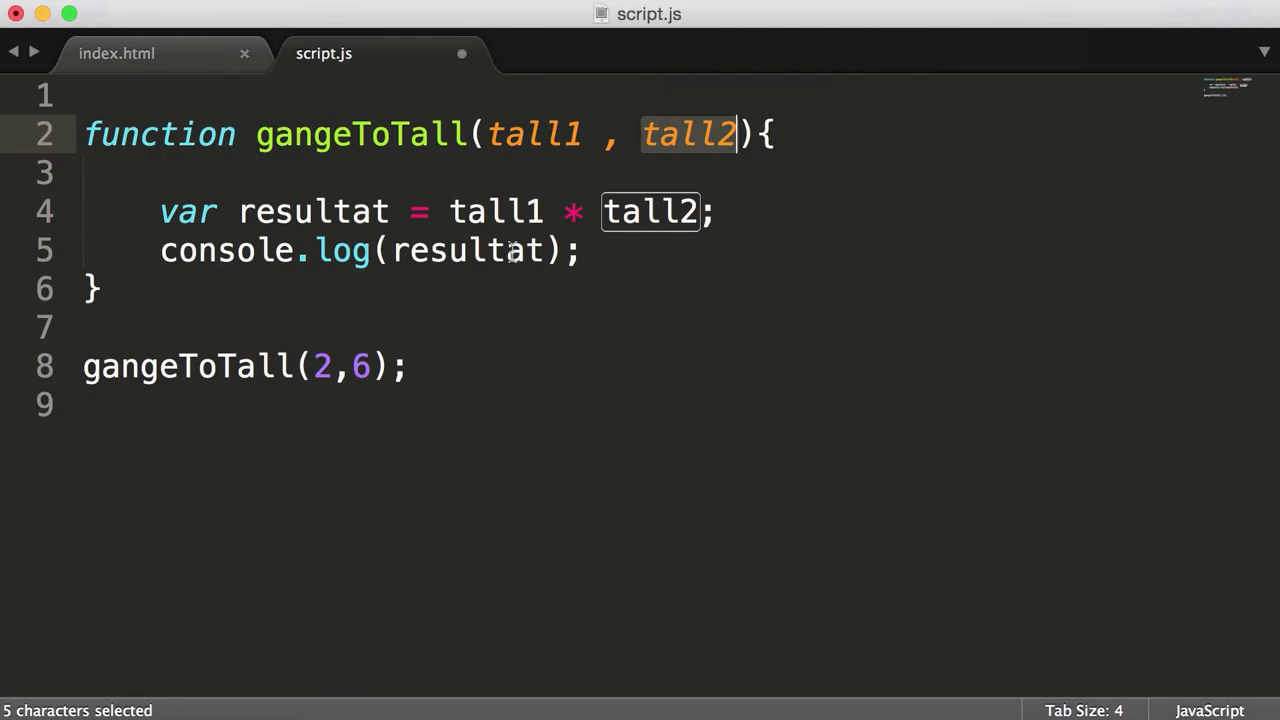 script.js
index.html × script.js
1
2 function gangeToTall(tall1 , tall2){
3
4 var resultat = tall1 * tall2;
5 console.log(resultat);
6 }
7
8 gangeToTall(2,6);
9
5 characters selected Tab Size: 4 JavaScript